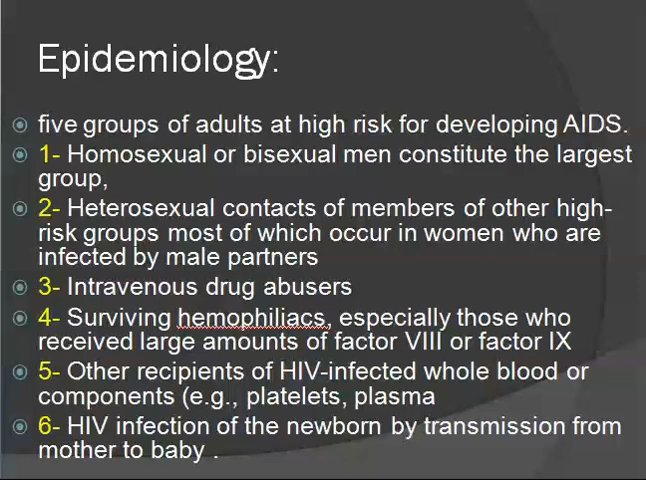 Epidemiology:
five groups of adults at high risk for developing AIDS.
1- Homosexual or bisexual men constitute the largest
group,
2- Heterosexual contacts of members of other high-
risk groups most of which occur in women who are
infected by male partners
3- Intravenous drug abusers
4- Surviving hemophiliacs, especially those who
received large amounts of factor VIII or factor IX
5- Other recipients of HIV-infected whole blood or
components (e.g., platelets, plasma
6- HIV infection of the newborn by transmission from
mother to baby .